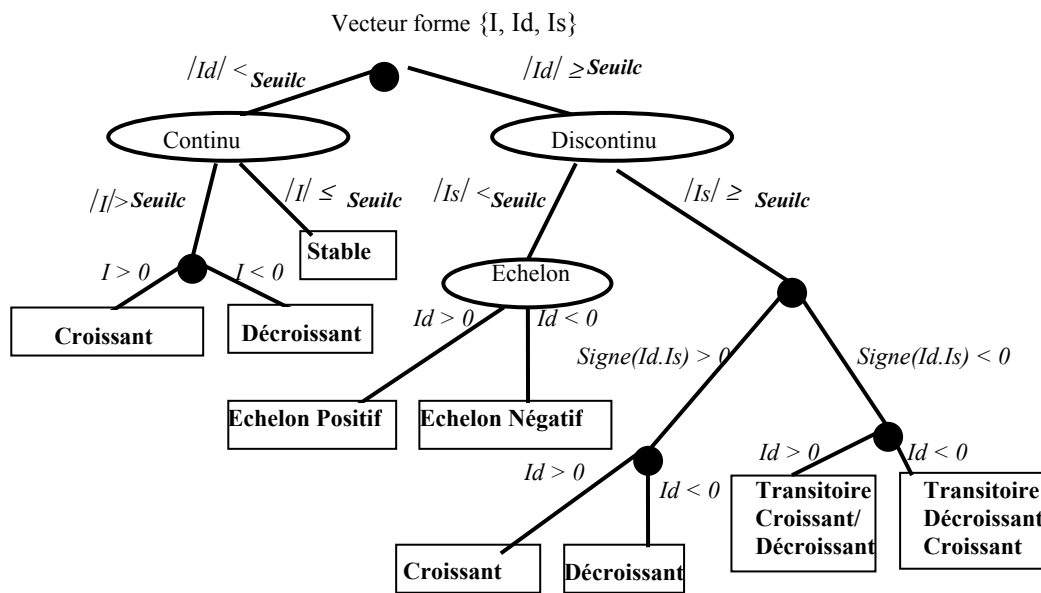 Vecteur forme {I, Id, Is}
/Id/ < Seuilc
/Id/ ≥ Seuilc
Continu
Discontinu
/I/> Seuilc
/I/ ≤ Seuilc
/Is/ < Seuilc
/Is/ ≥ Seuilc
Stable
Echelon
I > 0
I < 0
Croissant
Décroissant
Id > 0
Id < 0
Signe(Id.Is) > 0
Signe(Id.Is) < 0
Echelon Positif
Echelon Négatif
Id > 0
Id < 0
Id > 0
Id < 0
Croissant
Décroissant
Transitoire
Croissant/
Décroissant
Transitoire
Décroissant
Croissant